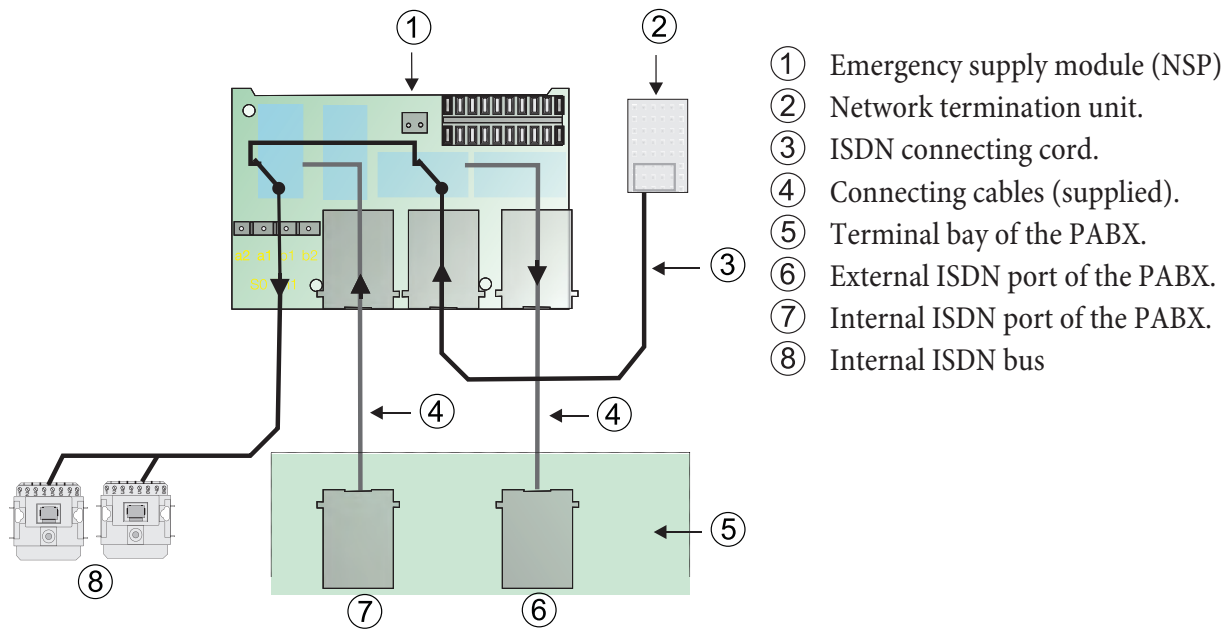 ① ②
① Emergency supply module (NSP)
② Network termination unit.
③ ISDN connecting cord.
④ Connecting cables (supplied).
⑤ Terminal bay of the PABX.
⑥ External ISDN port of the PABX.
⑦ Internal ISDN port of the PABX.
⑧ Internal ISDN bus
③
④ ④
⑤
⑧
⑦ ⑥